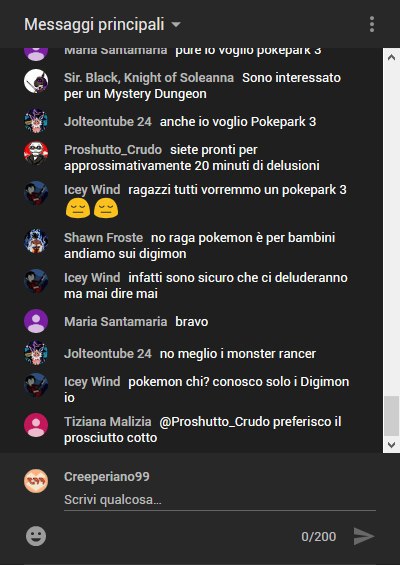 Messaggi principali
Maria Santamaria pure io voglio pokepark 3
Sir. Black, Knight of Soleanna Sono interessato
per un Mystery Dungeon
Jolteontube 24 anche io voglio Pokepark 3
Proshutto_Crudo siete pronti per
approssimativamente 20 minuti di delusioni
Icey Wind ragazzi tutti vorremmo un pokepark 3
😔😔
Shawn Froste no raga pokemon è per bambini
andiamo sui digimon
Icey Wind infatti sono sicuro che ci deluderanno
ma mai dire mai
Maria Santamaria bravo
Jolteontube 24 no meglio i monster rancer
Icey Wind pokemon chi? conosco solo i Digimon
io
Tiziana Malizia @Proshutto_Crudo preferisco il
prosciutto cotto
Creeperiano99
Scrivi qualcosa...
0/200